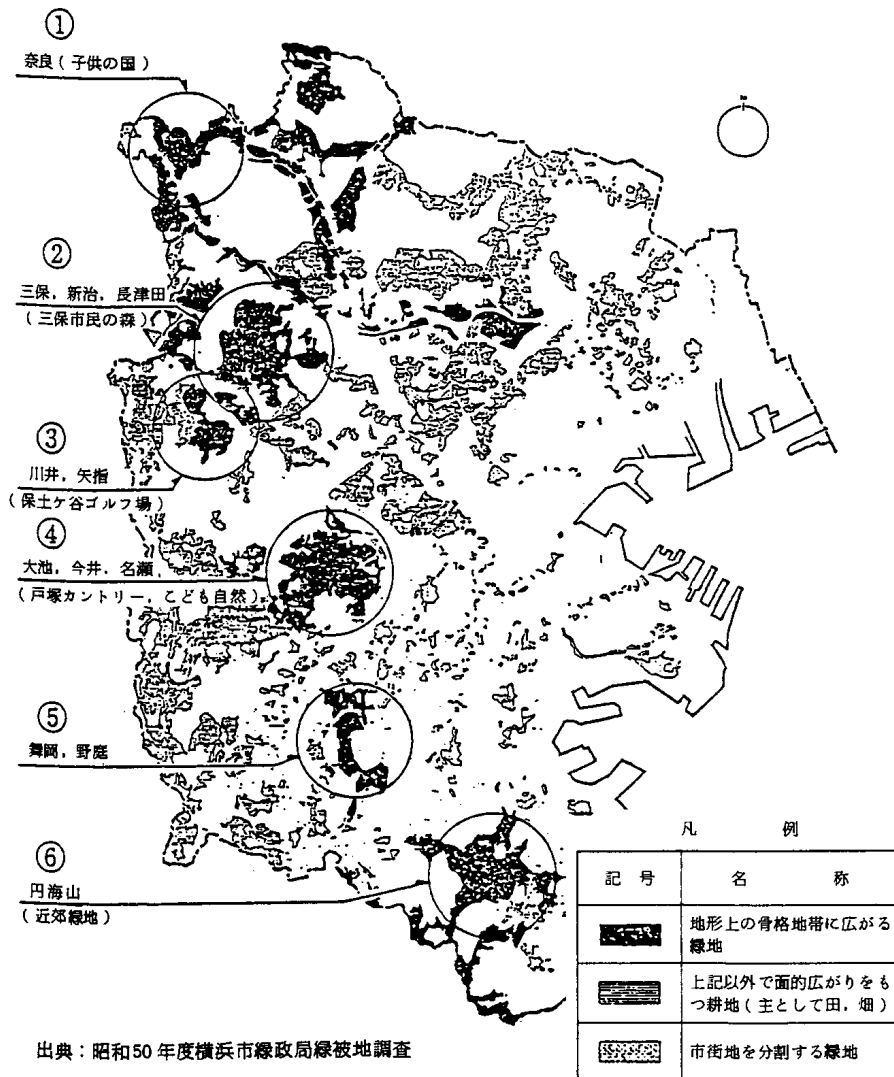 ①
奈良(子供の国)
②
三保,新治,長津田
(三保市民の森)
③
川井,矢指
(保土ケ谷ゴルフ場)
④
大池,今井,名瀬
(戸塚カントリー,こども自然)
⑤
舞岡,野庭
⑥
円海山
(近郊緑地)
凡 例
記 号 名 称
地形上の骨格地帯に広がる
緑地
上記以外で面的広がりをも
つ耕地(主として田,畑)
市街地を分割する緑地
出典:昭和50年度横浜市緑政局緑被地調査